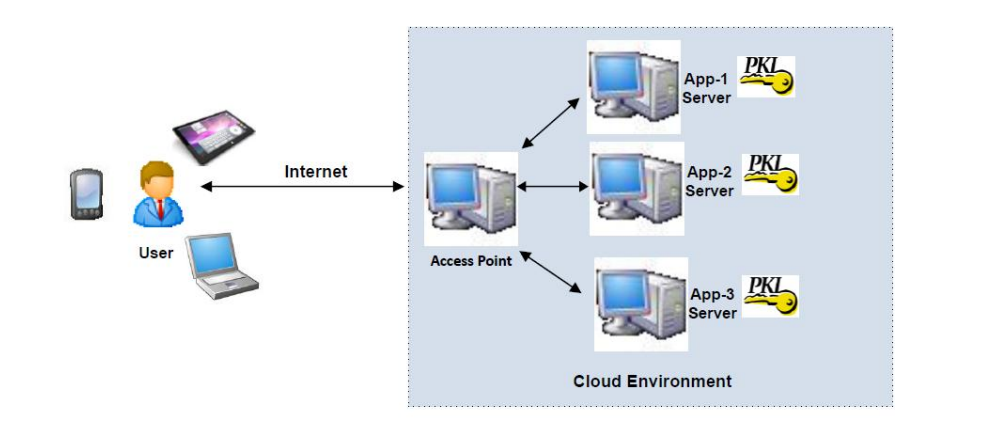 App-1
Server
PKI
Internet
App-2
Server
PKI
User
Access Point
App-3
Server
PKI
Cloud Environment